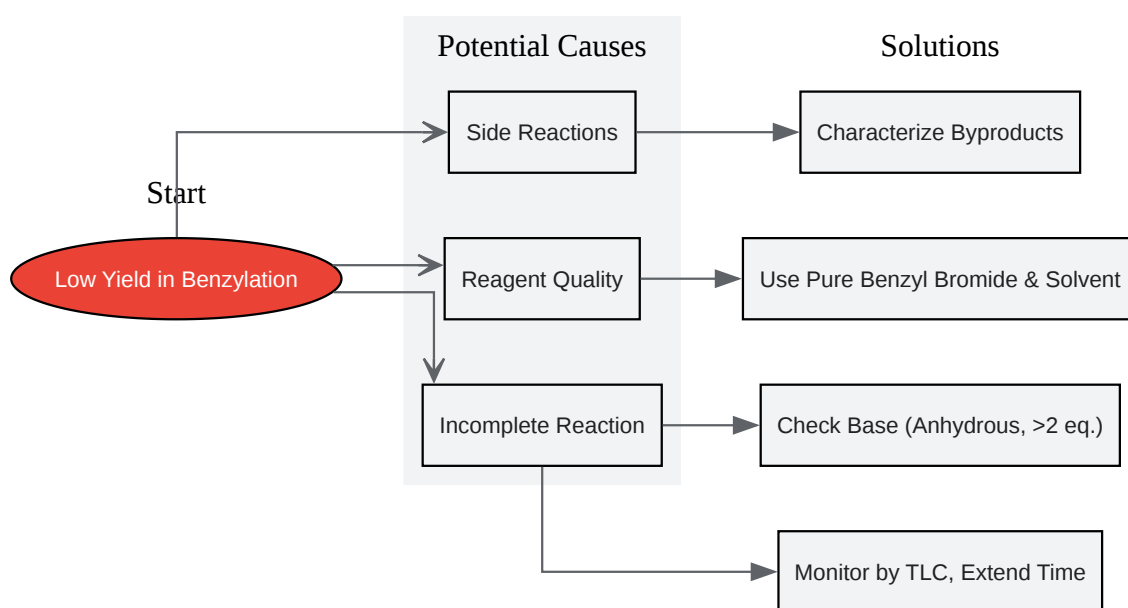 Potential Causes
Solutions
Side Reactions
Characterize Byproducts
Start
Low Yield in Benzylation
Reagent Quality
Use Pure Benzyl Bromide & Solvent
Incomplete Reaction
Check Base (Anhydrous, >2 eq.)
Monitor by TLC, Extend Time